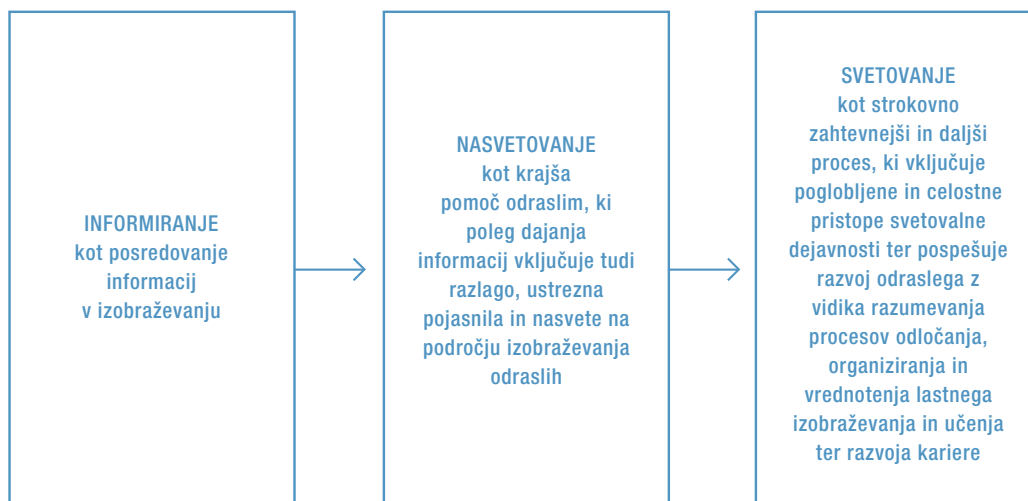 INFORMIRANJE
kot posredovanje
informacij
v izobraževanju
NASVETOVANJE
kot krajša
pomoč odraslim, ki
poleg dajanja
informacij vključuje tudi
razlago, ustrezna
pojasnila in nasvete na
področju izobraževanja
odraslih
SVETOVANJE
kot strokovno
zahtevnejši in daljši
proces, ki vključuje
poglobljene in celostne
pristope svetovalne
dejavnosti ter pospešuje
razvoj odraslega z
vidika razumevanja
procesov odločanja,
organiziranja in
vrednotenja lastnega
izobraževanja in učenja
ter razvoja kariere